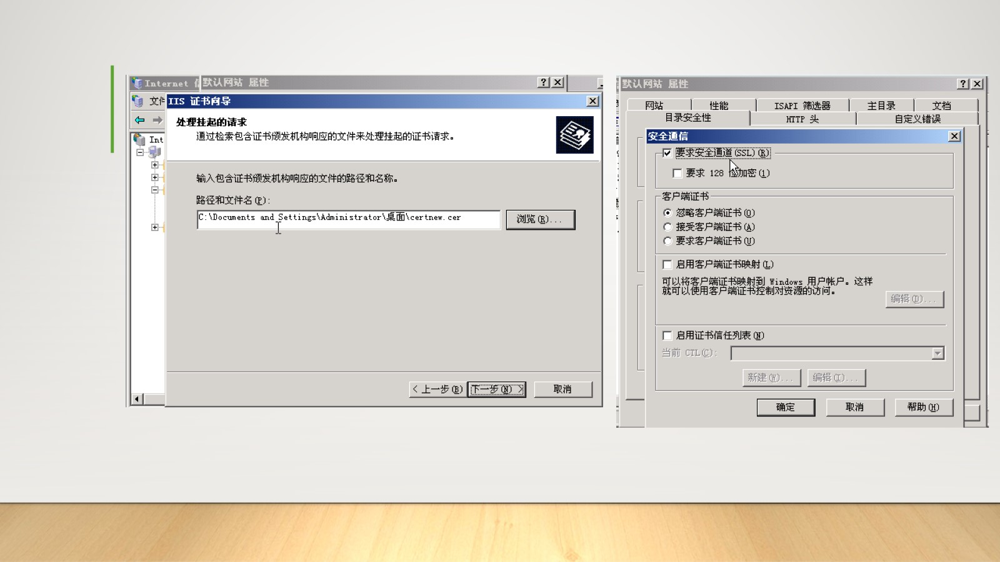 Internet 信
默认网站 属性
文件
IIS 证书向导
处理挂起的请求
通过检索包含证书颁发机构响应的文件来处理挂起的证书请求。
Int
输入包含证书颁发机构响应的文件的路径和名称。
路径和文件名(P):
C:\Documents and Settings\Administrator\桌面\certnew.cer
浏览(R)...
< 上一步(B)
下一步(N) >
取消
默认网站 属性
网站 性能 ISAPI 筛选器 主目录 文档
目录安全性 HTTP 头 自定义错误
安全通信
要求安全通道(SSL)(R)
要求 128 位加密(1)
客户端证书
忽略客户端证书(O)
接受客户端证书(A)
要求客户端证书(U)
启用客户端证书映射(L)
可以将客户端证书映射到 Windows 用户帐户。这样
就可以使用客户端证书控制对资源的访问。
编辑(D)...
启用证书信任列表(N)
当前 CTL(C):
新建(W)... 编辑(I)...
确定 取消 帮助(H)